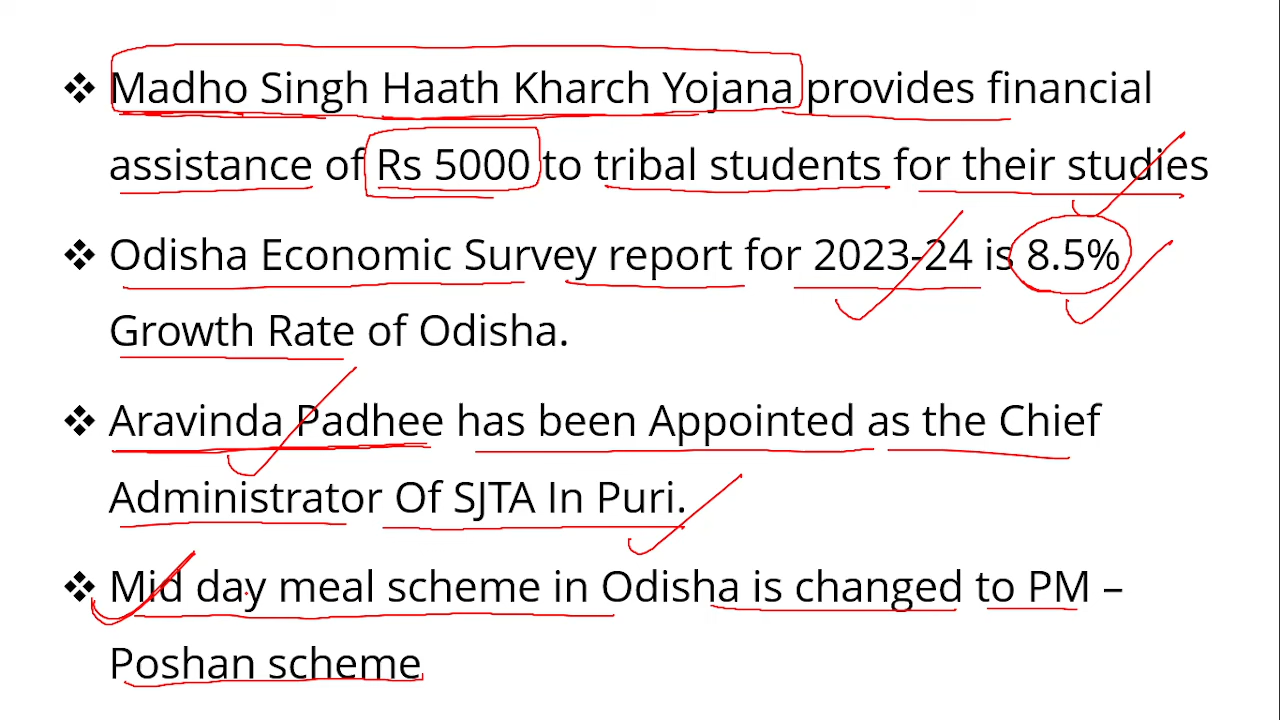 ❖ Madho Singh Haath Kharch Yojana provides financial
assistance of Rs 5000 to tribal students for their studies
❖ Odisha Economic Survey report for 2023-24 is 8.5%
Growth Rate of Odisha.
❖ Aravinda Padhee has been Appointed as the Chief
Administrator Of SJTA In Puri.
❖ Mid day meal scheme in Odisha is changed to PM –
Poshan scheme